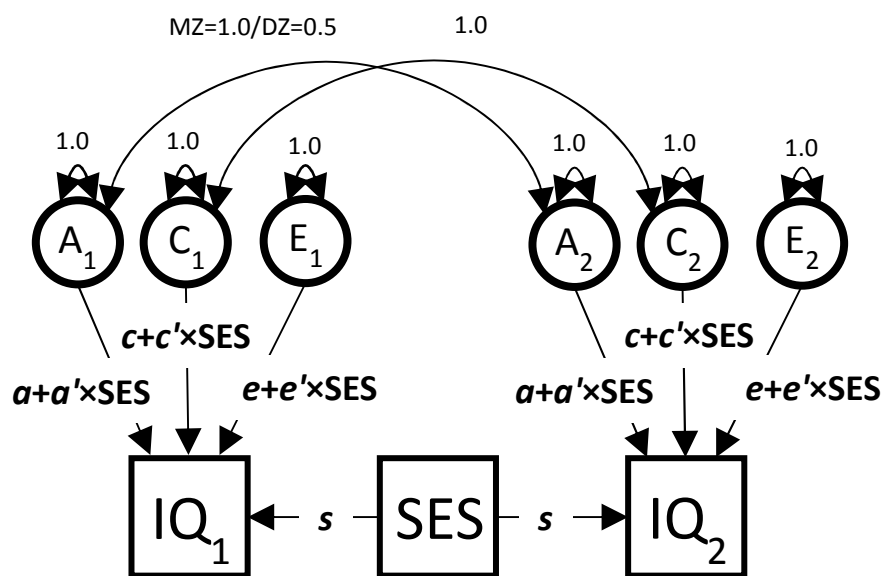 MZ=1.0/DZ=0.5 1.0
1.0 1.0 1.0 1.0 1.0 1.0
A1 C1 E1 A2 C2 E2
c+c'×SES c+c'×SES
a+a'×SES e+e'×SES a+a'×SES e+e'×SES
IQ1 s SES s IQ2